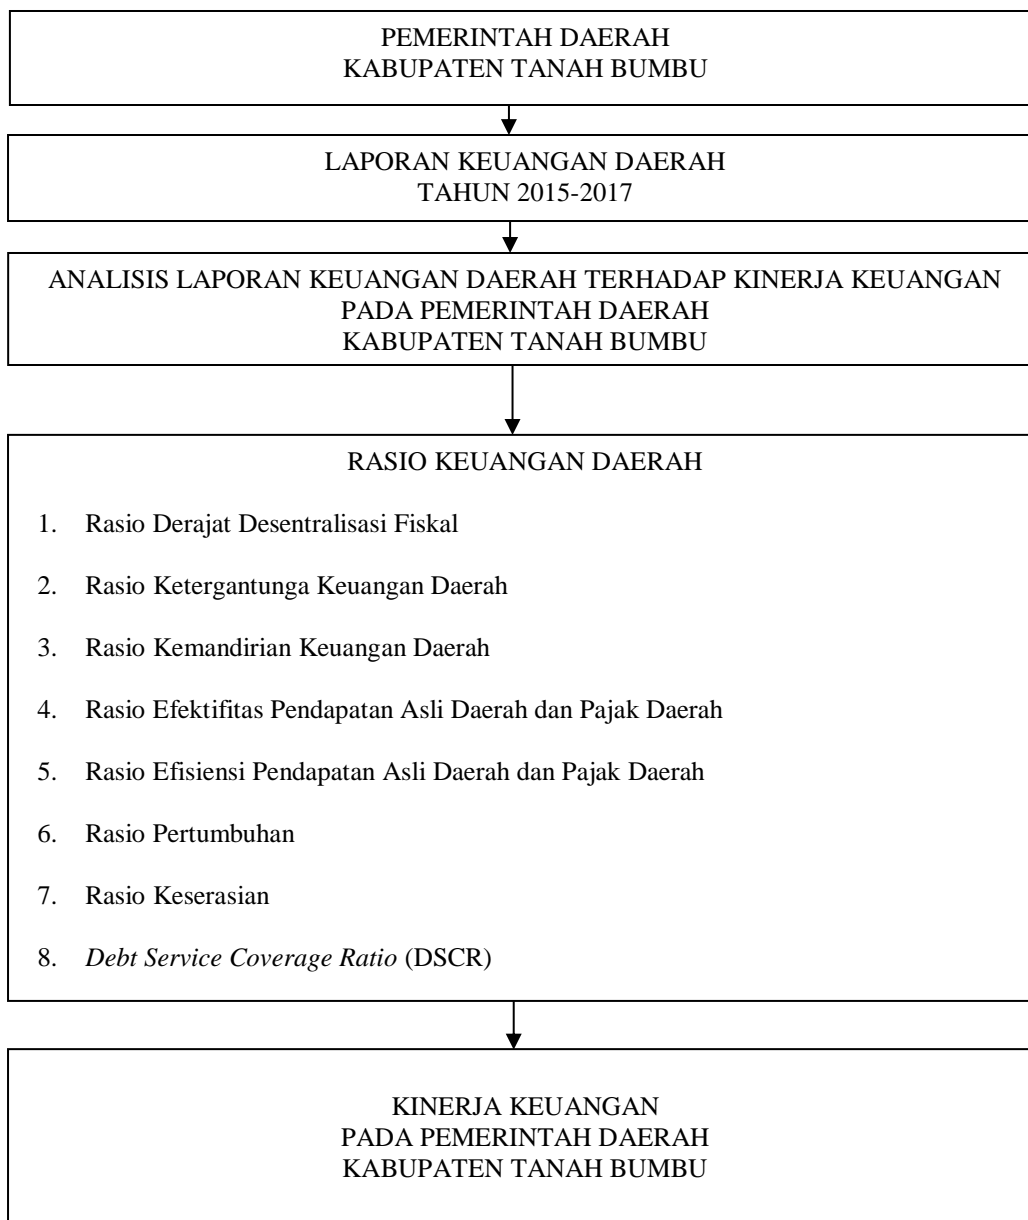 PEMERINTAH DAERAH
KABUPATEN TANAH BUMBU
LAPORAN KEUANGAN DAERAH
TAHUN 2015-2017
ANALISIS LAPORAN KEUANGAN DAERAH TERHADAP KINERJA KEUANGAN
PADA PEMERINTAH DAERAH
KABUPATEN TANAH BUMBU
RASIO KEUANGAN DAERAH
1. Rasio Derajat Desentralisasi Fiskal
2. Rasio Ketergantunga Keuangan Daerah
3. Rasio Kemandirian Keuangan Daerah
4. Rasio Efektifitas Pendapatan Asli Daerah dan Pajak Daerah
5. Rasio Efisiensi Pendapatan Asli Daerah dan Pajak Daerah
6. Rasio Pertumbuhan
7. Rasio Keserasian
8. Debt Service Coverage Ratio (DSCR)
KINERJA KEUANGAN
PADA PEMERINTAH DAERAH
KABUPATEN TANAH BUMBU